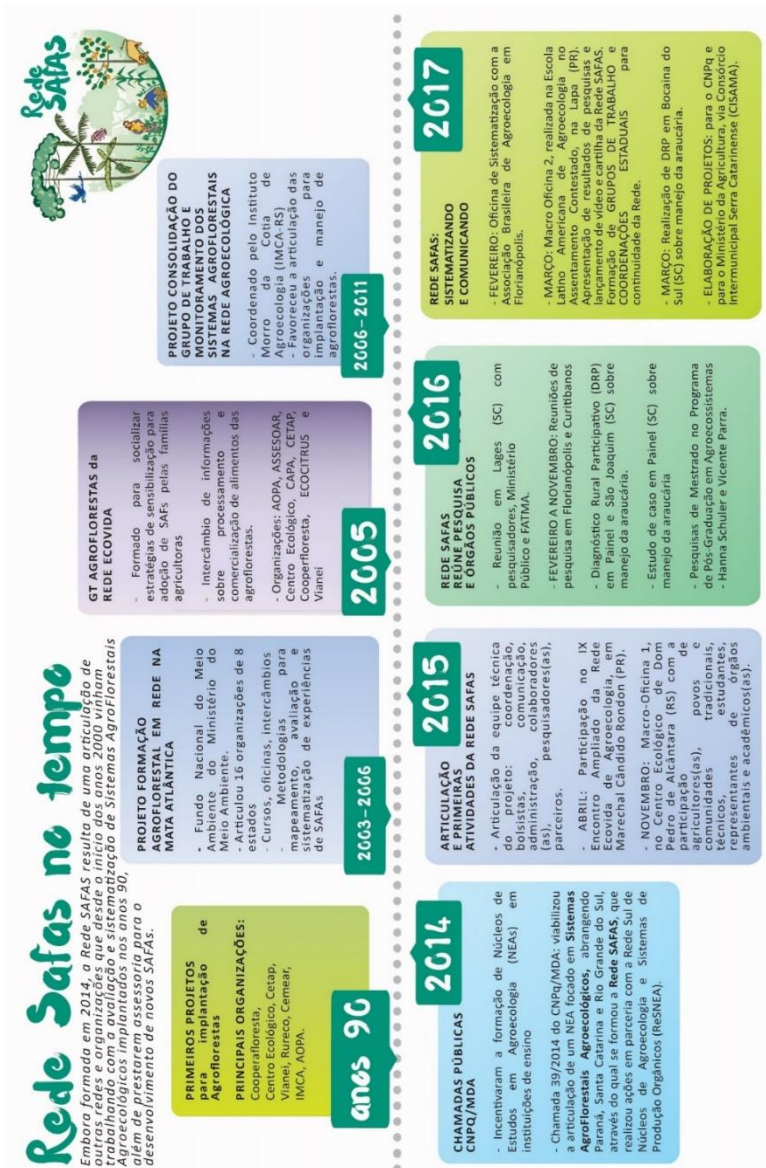 Rede Safas no tempo
Embora formada em 2014, a Rede SAFAS resulta de uma articulação de
outras redes e organizações que desde o início dos anos 2000 vinham
trabalhando com a avaliação e sistematização de Sistemas AgroFlorestais
Agroecológicos implantados nos anos 90,
além de prestarem assessoria para o
desenvolvimento de novos SAFAS.
Rede
SAFAS
PRIMEIROS PROJETOS
para implantação de
Agroflorestas
PRINCIPAIS ORGANIZAÇÕES:
Cooperafloresta,
Centro Ecológico, Cetap,
Vianei, Rureco, Cemear,
IMCA, AOPA.
anos 90
PROJETO FORMAÇÃO
AGROFLORESTAL EM REDE NA
MATA ATLÂNTICA
- Fundo Nacional do Meio
Ambiente do Ministério do
Meio Ambiente.
- Articulou 16 organizações de 8
estados
- Cursos, oficinas, intercâmbios
- Metodologias para
mapeamento, avaliação e
sistematização de experiências
de SAFAs
2003-2006
GT AGROFLORESTAS da
REDE ECOVIDA
- Formado para socializar
estratégias de sensibilização para
adoção de SAFs pelas famílias
agricultoras
- Intercâmbio de informações
sobre processamento e
comercialização de alimentos das
agroflorestas.
- Organizações: AOPA, ASSESOAR,
Centro Ecológico, CAPA, CETAP,
Cooperfloresta, ECOCITRUS e
Vianei
2005
PROJETO CONSOLIDAÇÃO DO
GRUPO DE TRABALHO E
MONITORAMENTO DOS
SISTEMAS AGROFLORESTAIS
NA REDE AGROECOLÓGICA
- Coordenado pelo Instituto
Morro da Cotia de
Agroecologia (IMCA-RS)
- Favoreceu a articulação das
organizações para
implantação e manejo de
agroflorestas.
2006-2011
2014
CHAMADAS PÚBLICAS
CNPQ/MDA
- Incentivaram a formação de Núcleos de
Estudos em Agroecologia (NEAs) em
instituições de ensino
- Chamada 39/2014 do CNPq/MDA: viabilizou
a articulação de um NEA focado em Sistemas
AgroFlorestais Agroecológicos, abrangendo
Paraná, Santa Catarina e Rio Grande do Sul,
através do qual se formou a Rede SAFAS, que
realizou ações em parceria com a Rede Sul de
Núcleos de Agroecologia e Sistemas de
Produção Orgânicos (ReSNEA).
2015
ARTICULAÇÃO
E PRIMEIRAS
ATIVIDADES DA REDE SAFAS
- Articulação da equipe técnica
do projeto: coordenação,
bolsistas, comunicação,
administração, colaboradores
(as), pesquisadores(as),
parceiros.
- ABRIL: Participação no IX
Encontro Ampliado da Rede
Ecovida de Agroecologia, em
Marechal Cândido Rondon (PR).
- NOVEMBRO: Macro-Oficina 1,
no Centro Ecológico de Dom
Pedro de Alcântara (RS) com a
participação de
agricultores(as), povos e
comunidades tradicionais,
técnicos, estudantes,
representantes de órgãos
ambientais e acadêmicos(as).
2016
REDE SAFAS
REÚNE PESQUISA
E ÓRGÃOS PÚBLICOS
- Reunião em Lages (SC) com
pesquisadores, Ministério
Público e FATMA.
- FEVEREIRO A NOVEMBRO: Reuniões de
pesquisa em Florianópolis e Curitibanos
- Diagnóstico Rural Participativo (DRP)
em Painel e São Joaquim (SC) sobre
manejo da araucária.
- Estudo de caso em Painel (SC) sobre
manejo da araucária
- Pesquisas de Mestrado no Programa
de Pós-Graduação em Agroecossistemas
- Hanna Schuler e Vicente Parra.
2017
REDE SAFAS:
SISTEMATIZANDO
E COMUNICANDO
- FEVEREIRO: Oficina de Sistematização com a
Associação Brasileira de Agroecologia em
Florianópolis.
- MARÇO: Macro Oficina 2, realizada na Escola
Latino Americana de Agroecologia no
Assentamento Contestado, na Lapa (PR).
Apresentação de resultados de pesquisas e
lançamento de vídeo e cartilha da Rede SAFAS.
Formação de GRUPOS DE TRABALHO e
COORDENAÇÕES ESTADUAIS para
continuidade da Rede.
- MARÇO: Realização de DRP em Bocaina do
Sul (SC) sobre manejo da araucária.
- ELABORAÇÃO DE PROJETOS: para o CNPq e
para o Ministério da Agricultura, via Consórcio
Intermunicipal Serra Catarinense (CISAMA).